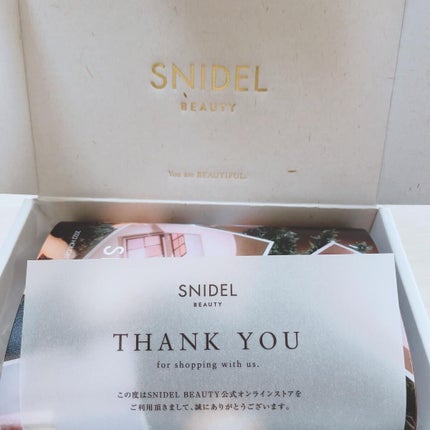 SNIDEL
BEAUTY
You are BEAUTIFUL.
SNIDEL
BEAUTY
THANK YOU
for shopping with us.
この度はSNIDEL BEAUTY公式オンラインストアを
ご利用頂きまして、誠にありがとうございます。